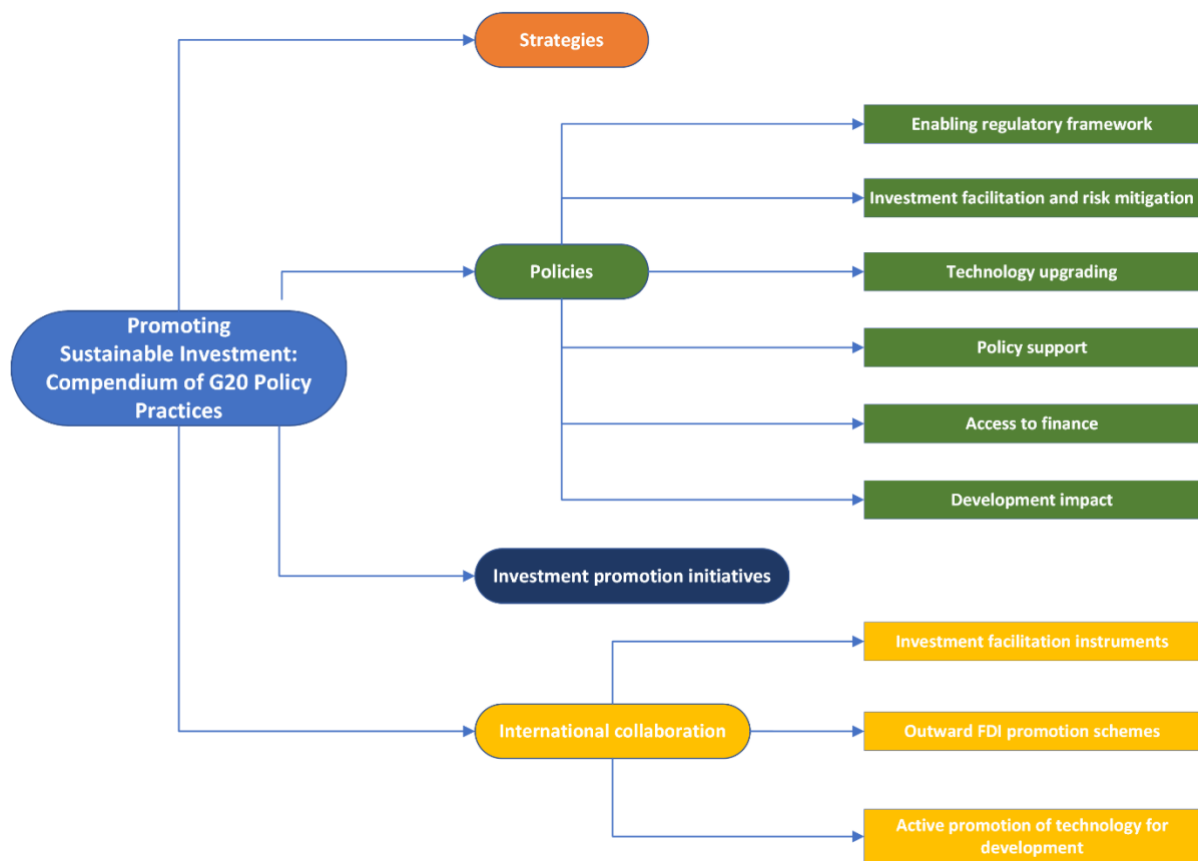 Strategies
Enabling regulatory framework
Investment facilitation and risk mitigation
Policies
Technology upgrading
Promoting
Sustainable Investment:
Compendium of G20 Policy
Practices
Policy support
Access to finance
Development impact
Investment promotion initiatives
Investment facilitation instruments
International collaboration
Outward FDI promotion schemes
Active promotion of technology for
development